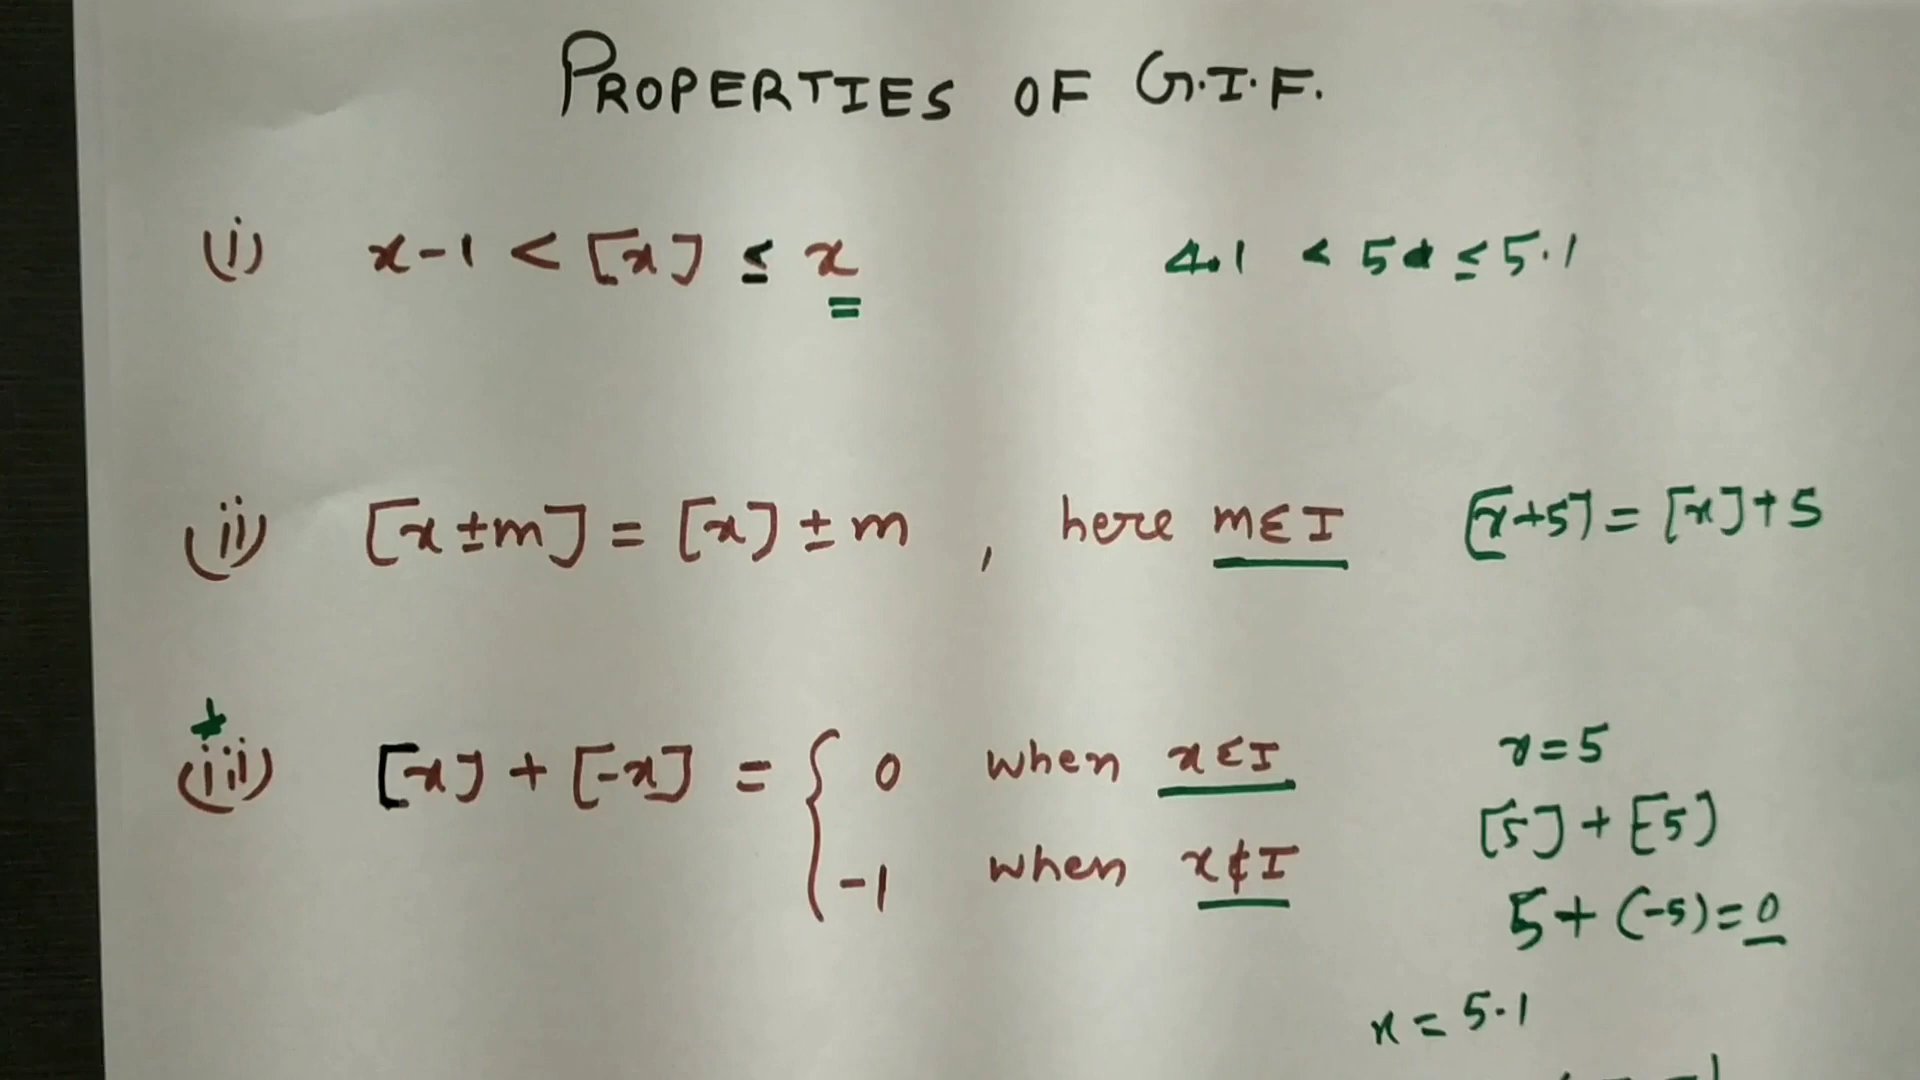 PROPERTIES OF G.I.F.
(i) x-1 < [x] ≤ x 4.1 < 5 ≤ 5.1
(ii) [x±m] = [x] ± m , here m∈I [x+5] = [x]+5
(iii) [x] + [-x] = { 0 when x∈I
-1 when x∉I
x=5
[5] + [5]
5+ (-5)=0
x = 5.1